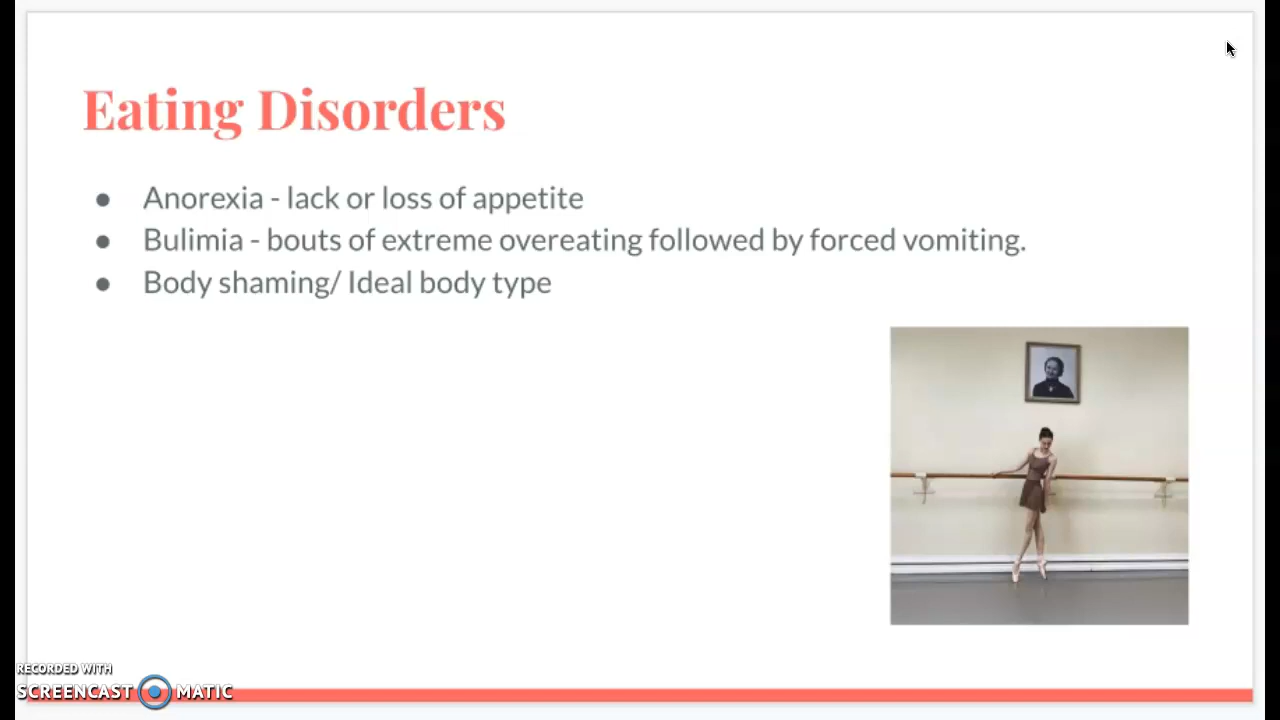 Eating Disorders
● Anorexia - lack or loss of appetite
● Bulimia - bouts of extreme overeating followed by forced vomiting.
● Body shaming/ Ideal body type
RECORDED WITH
SCREENCAST MATIC